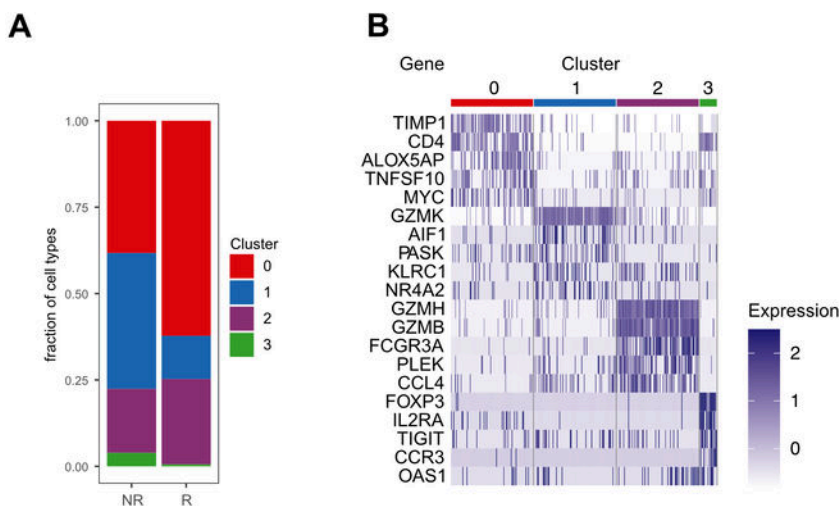 A
1.00
0.75
0.50
0.25
0.00
fraction of cell types
NR R
Cluster
0
1
2
3
B
Gene Cluster
0 1 2 3
TIMP1
CD4
ALOX5AP
TNFSF10
MYC
GZMK
AIF1
PASK
KLRC1
NR4A2
GZMH
GZMB
FCGR3A
PLEK
CCL4
FOXP3
IL2RA
TIGIT
CCR3
OAS1
Expression
2
1
0